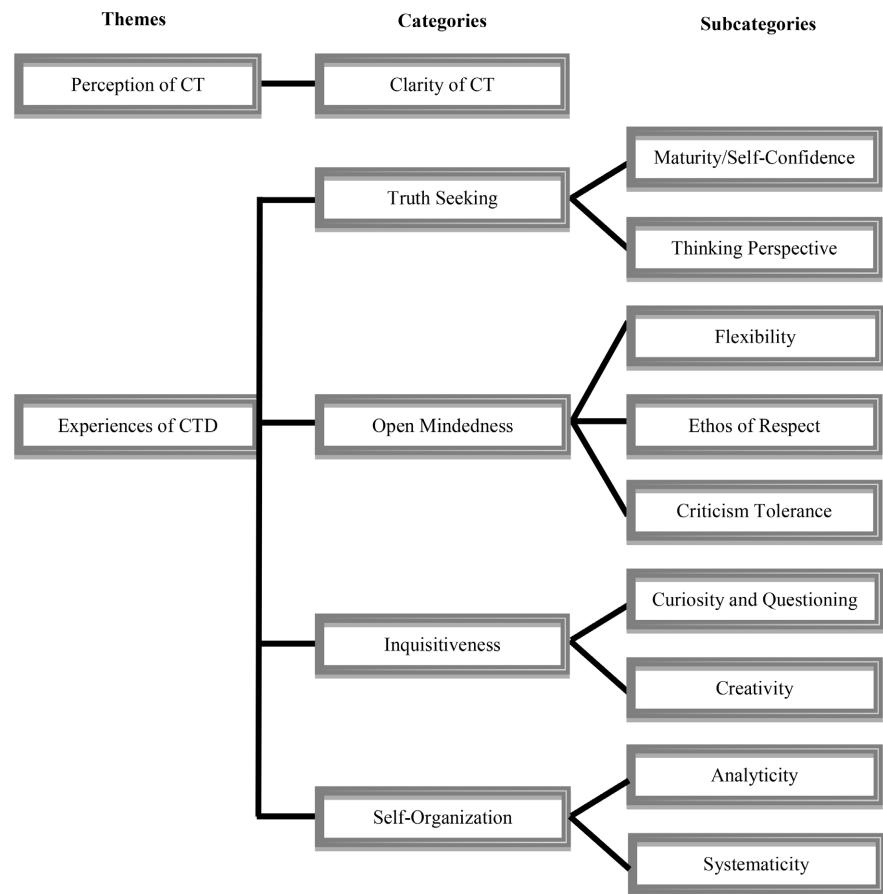 Themes
Categories
Subcategories
Perception of CT
Clarity of CT
Maturity/Self-Confidence
Truth Seeking
Thinking Perspective
Flexibility
Experiences of CTD
Open Mindedness
Ethos of Respect
Criticism Tolerance
Curiosity and Questioning
Inquisitiveness
Creativity
Analyticity
Self-Organization
Systematicity